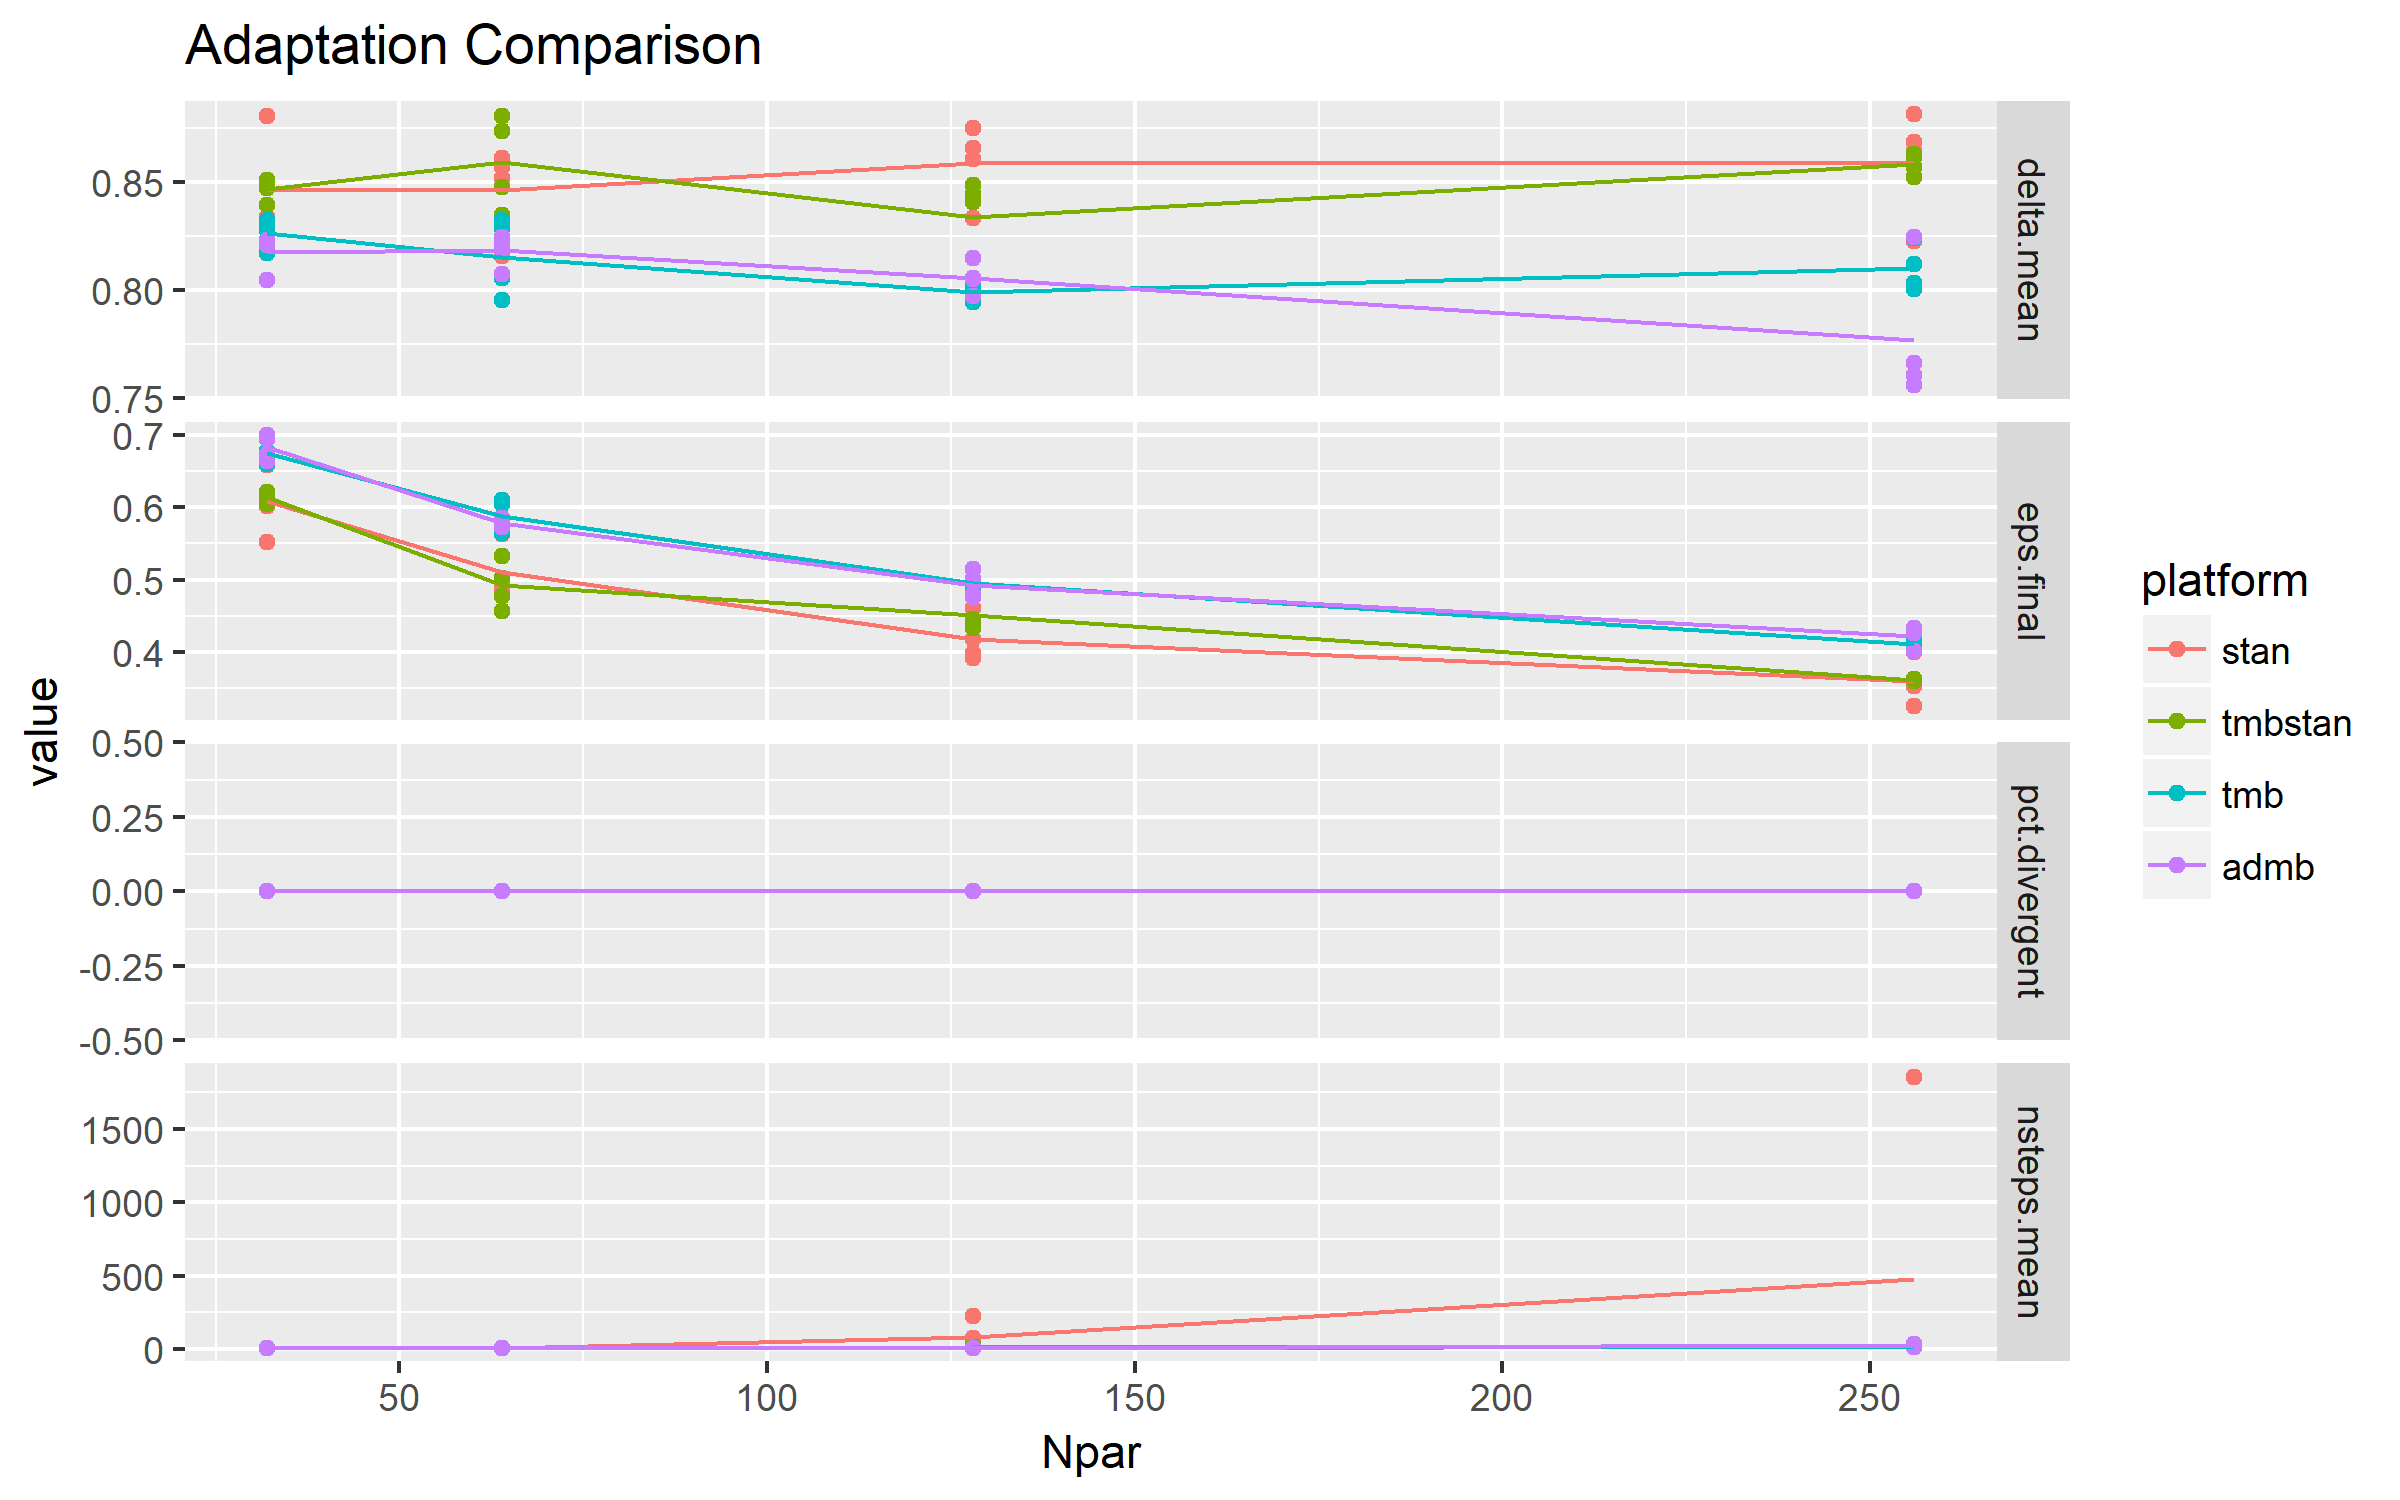 Adaptation Comparison
0.85
0.80
0.75
delta.mean
0.7
0.6
0.5
0.4
eps.final
0.50
0.25
0.00
-0.25
-0.50
pct.divergent
1500
1000
500
0
nsteps.mean
50 100 150 200 250
Npar
value
platform
stan
tmbstan
tmb
admb